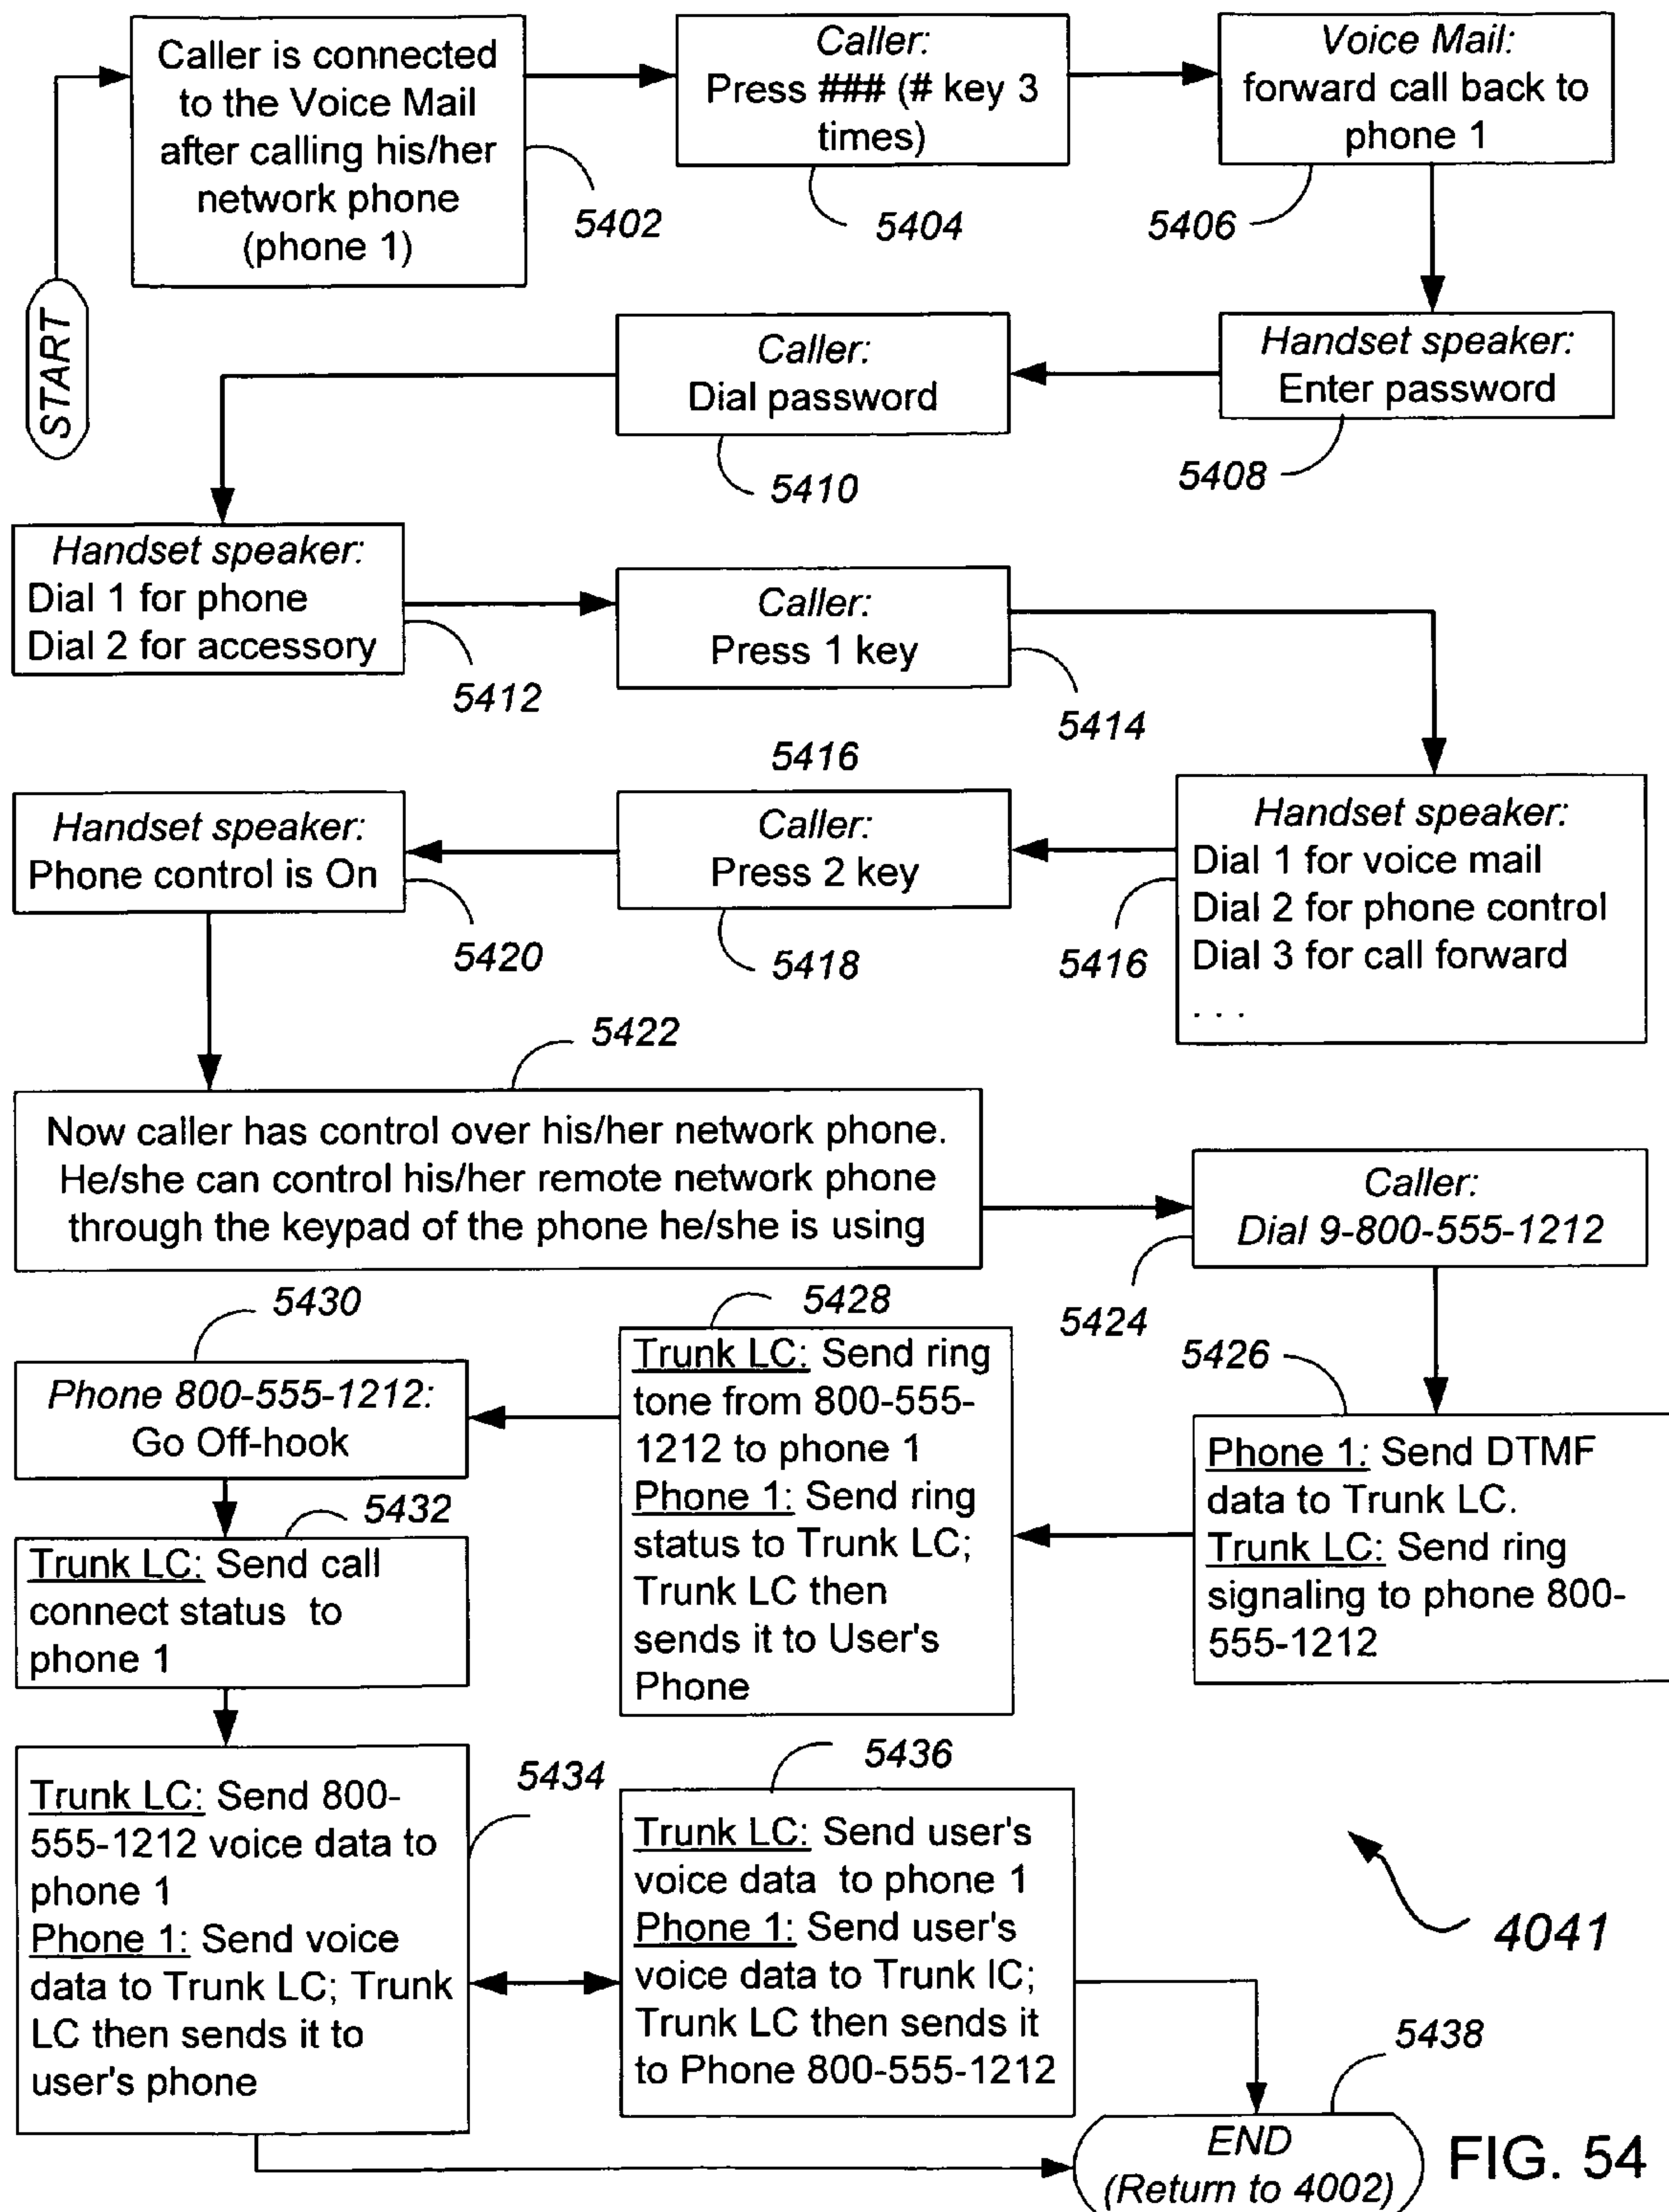 START
Caller is connected
to the Voice Mail
after calling his/her
network phone
(phone 1)
5402
Caller:
Press ### (# key 3
times)
5404
Voice Mail:
forward call back to
phone 1
5406
Handset speaker:
Enter password
5408
Caller:
Dial password
5410
Handset speaker:
Dial 1 for phone
Dial 2 for accessory
5412
Caller:
Press 1 key
5414
5416
Handset speaker:
Dial 1 for voice mail
Dial 2 for phone control
Dial 3 for call forward
. . .
5416
Caller:
Press 2 key
5418
Handset speaker:
Phone control is On
5420
5422
Now caller has control over his/her network phone.
He/she can control his/her remote network phone
through the keypad of the phone he/she is using
Caller:
Dial 9-800-555-1212
5424
5426
Phone 1: Send DTMF
data to Trunk LC.
Trunk LC: Send ring
signaling to phone 800-
555-1212
5428
Trunk LC: Send ring
tone from 800-555-
1212 to phone 1
Phone 1: Send ring
status to Trunk LC;
Trunk LC then
sends it to User's
Phone
5430
Phone 800-555-1212:
Go Off-hook
5432
Trunk LC: Send call
connect status to
phone 1
5434
Trunk LC: Send 800-
555-1212 voice data to
phone 1
Phone 1: Send voice
data to Trunk LC; Trunk
LC then sends it to
user's phone
5436
Trunk LC: Send user's
voice data to phone 1
Phone 1: Send user's
voice data to Trunk IC;
Trunk LC then sends it
to Phone 800-555-1212
4041
5438
END
(Return to 4002)
FIG. 54